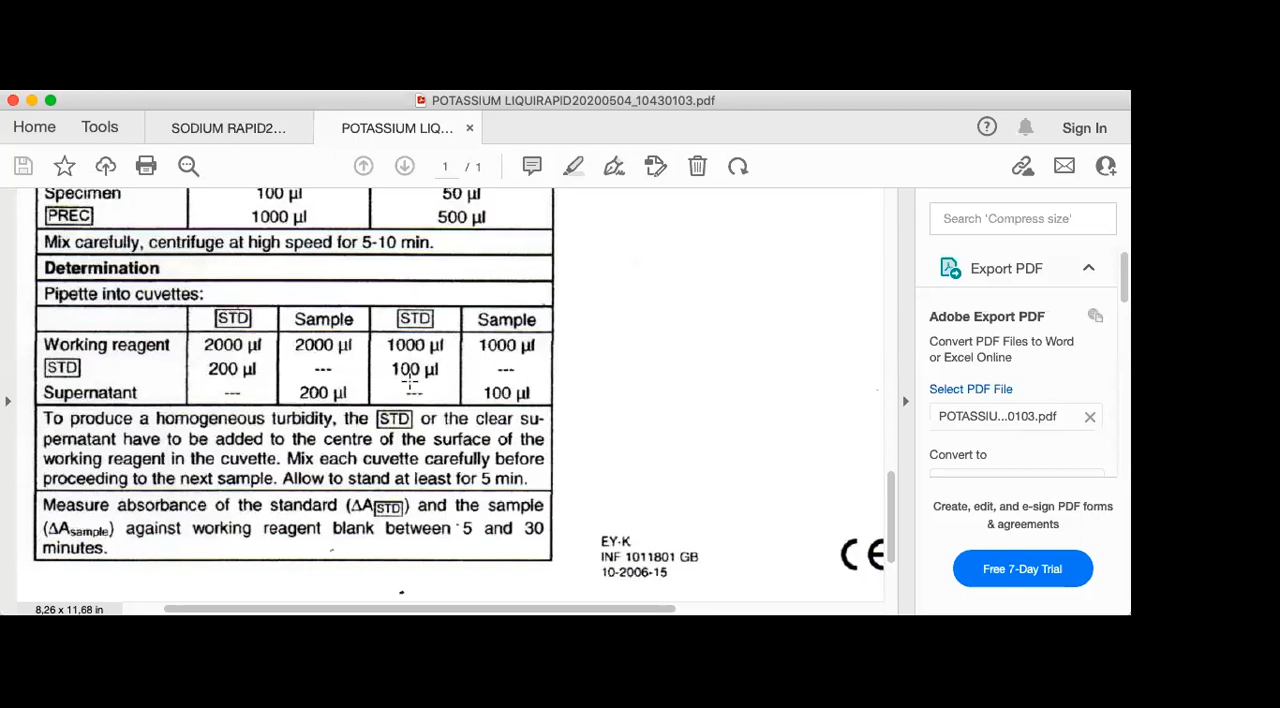 POTASSIUM LIQUIRAPID20200504_10430103.pdf
Home Tools SODIUM RAPID2... POTASSIUM LIQ... × ? Sign In
1 / 1
Specimen 100 µl 50 µl
PREC 1000 µl 500 µl
Mix carefully, centrifuge at high speed for 5-10 min.
Determination
Pipette into cuvettes:
STD Sample STD Sample
Working reagent 2000 µl 2000 µl 1000 µl 1000 µl
STD 200 µl --- 100 µl ---
Supernatant --- 200 µl --- 100 µl
To produce a homogeneous turbidity, the STD or the clear su-
pernatant have to be added to the centre of the surface of the
working reagent in the cuvette. Mix each cuvette carefully before
proceeding to the next sample. Allow to stand at least for 5 min.
Measure absorbance of the standard (ΔASTD) and the sample
(ΔAsample) against working reagent blank between 5 and 30
minutes.
EY-K
INF 1011801 GB
10-2006-15
CE
8,26 x 11,68 in
Search 'Compress size'
Export PDF
Adobe Export PDF
Convert PDF Files to Word
or Excel Online
Select PDF File
POTASSIU...0103.pdf
Convert to
Create, edit, and e-sign PDF forms
& agreements
Free 7-Day Trial